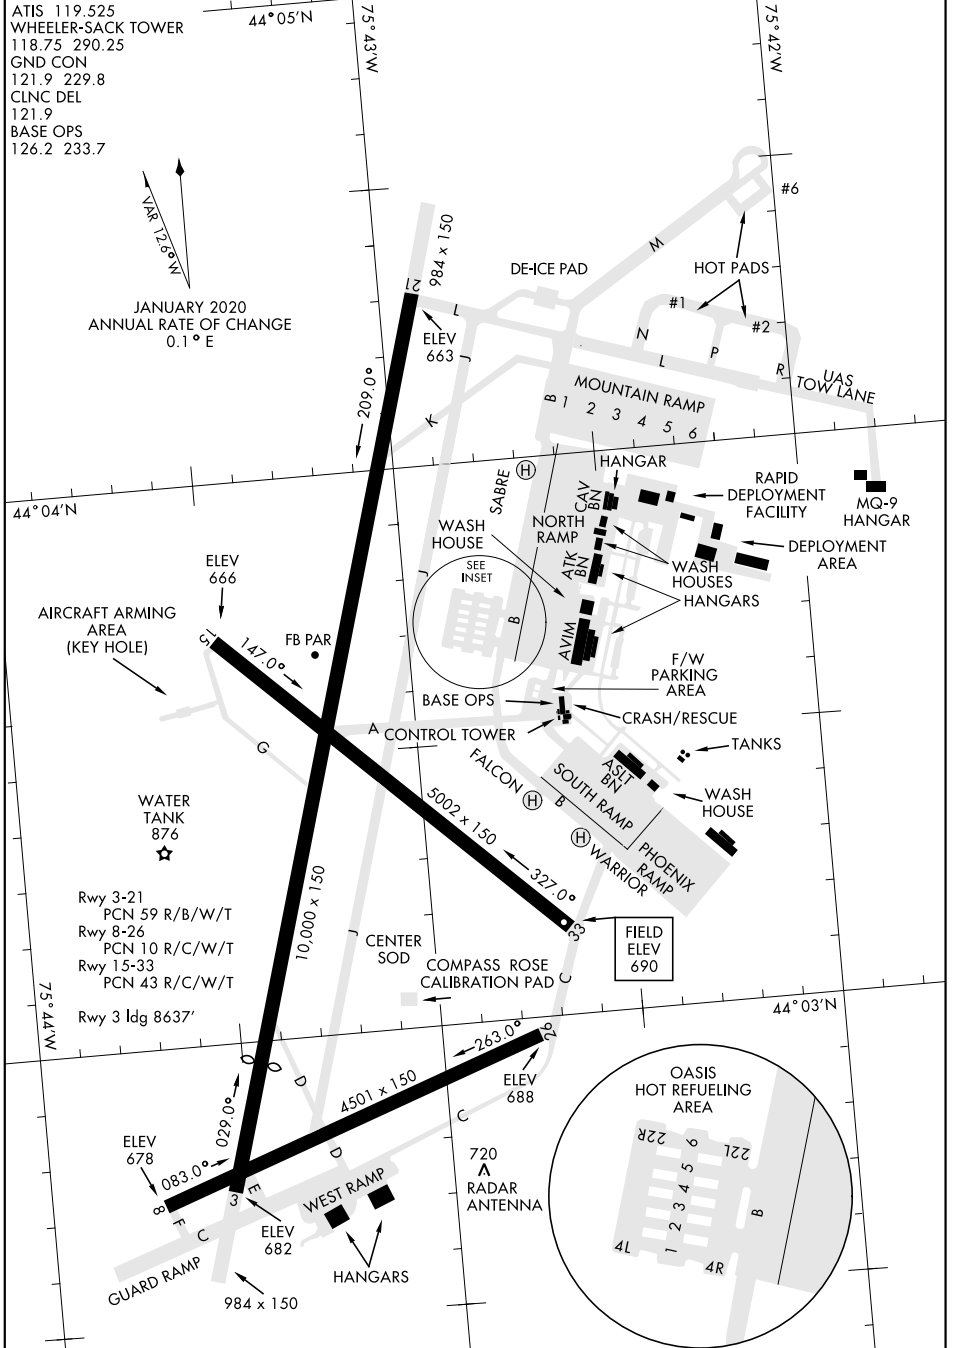 ATIS 119.525
WHEELER-SACK TOWER
118.75 290.25
GND CON
121.9 229.8
CLNC DEL
121.9
BASE OPS
126.2 233.7
44°05'N
75°43'W
75°42'W
VAR 12.6° W
JANUARY 2020
ANNUAL RATE OF CHANGE
0.1° E
984 x 150
21
ELEV
663
209.0°
DE-ICE PAD
M
#6
HOT PADS
#1
#2
L
J
K
N
L
P
R
UAS
TOW LANE
MOUNTAIN RAMP
B
1 2 3 4 5 6
44°04'N
SABRE
H
HANGAR
CAV
BN
RAPID
DEPLOYMENT
FACILITY
MQ-9
HANGAR
WASH
HOUSE
NORTH
RAMP
ATK
BN
DEPLOYMENT
AREA
WASH
HOUSES
HANGARS
SEE
INSET
B
J
AVIM
ELEV
666
15
147.0°
FB PAR
AIRCRAFT ARMING
AREA
(KEY HOLE)
F/W
PARKING
AREA
BASE OPS
CRASH/RESCUE
A
CONTROL TOWER
G
TANKS
FALCON
H
ASLT
BN
SOUTH RAMP
B
WASH
HOUSE
H
WARRIOR
PHOENIX
RAMP
WATER
TANK
876
5002 x 150
327.0°
33
10,000 x 150
Rwy 3-21
PCN 59 R/B/W/T
Rwy 8-26
PCN 10 R/C/W/T
Rwy 15-33
PCN 43 R/C/W/T
Rwy 3 ldg 8637'
J
CENTER
SOD
FIELD
ELEV
690
COMPASS ROSE
CALIBRATION PAD
C
75°44'W
44°03'N
263.0°
26
ELEV
688
D
4501 x 150
029.0°
C
ELEV
678
083.0°
D
8
F
C
3
E
WEST RAMP
ELEV
682
720
RADAR
ANTENNA
GUARD RAMP
HANGARS
984 x 150
OASIS
HOT REFUELING
AREA
22R
22L
1 2 3 4 5 6
B
4L
4R